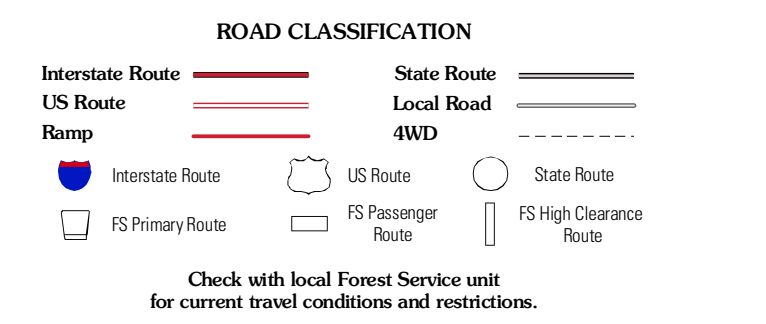 ROAD CLASSIFICATION
Interstate Route
State Route
US Route
Local Road
Ramp
4WD
Interstate Route
US Route
State Route
FS Primary Route
FS Passenger
Route
FS High Clearance
Route
Check with local Forest Service unit
for current travel conditions and restrictions.